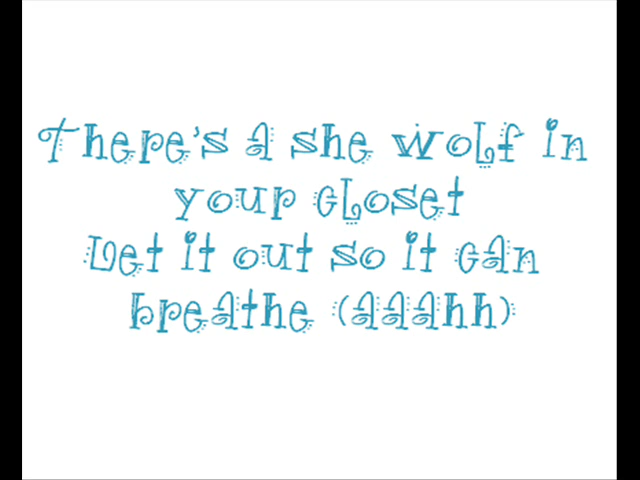 There's a she wolf in
your closet
Let it out so it can
breathe (aaahh)